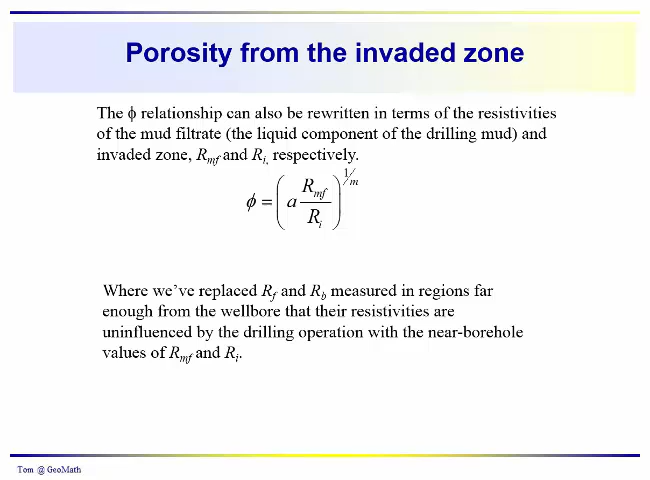 Porosity from the invaded zone
The ϕ relationship can also be rewritten in terms of the resistivities
of the mud filtrate (the liquid component of the drilling mud) and
invaded zone, Rmf and Ri, respectively.
ϕ = (a Rmf / Ri)^1/m
Where we’ve replaced Rf and Rb measured in regions far
enough from the wellbore that their resistivities are
uninfluenced by the drilling operation with the near-borehole
values of Rmf and Ri.
Tom @ GeoMath